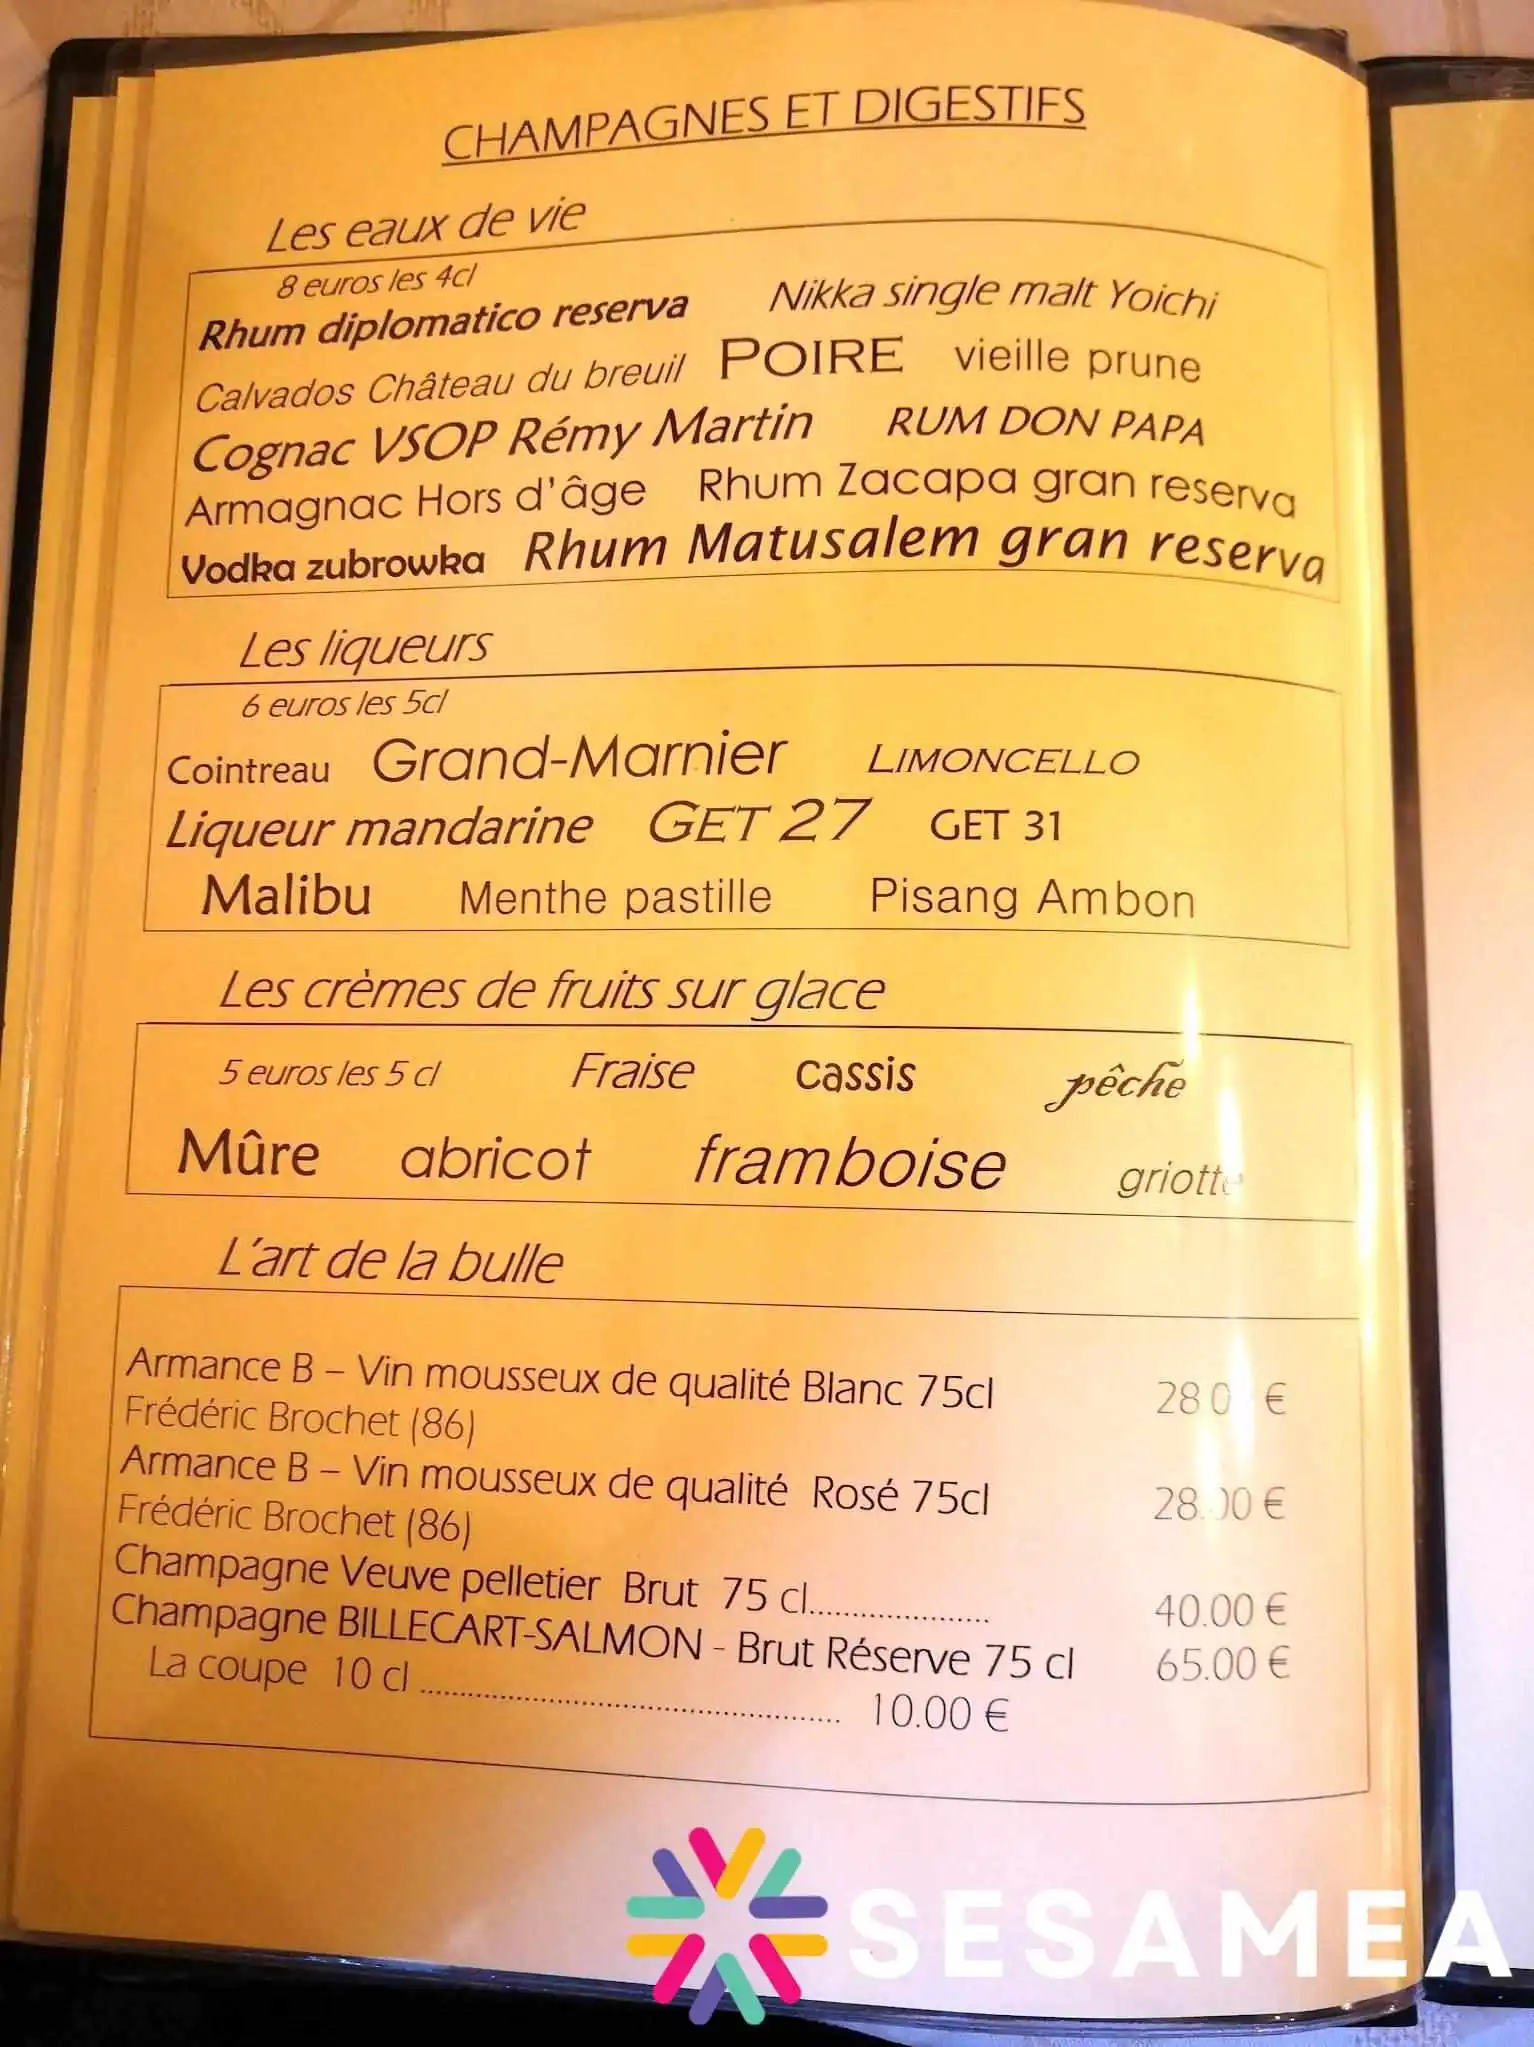 CHAMPAGNES ET DIGESTIFS
Les eaux de vie
8 euros les 4cl
Rhum diplomatico reserva Nikka single malt Yoichi
Calvados Château du breuil POIRE vieille prune
Cognac VSOP Rémy Martin RUM DON PAPA
Armagnac Hors d'âge Rhum Zacapa gran reserva
Vodka zubrowka Rhum Matusalem gran reserva
Les liqueurs
6 euros les 5cl
Cointreau Grand-Marnier LIMONCELLO
Liqueur mandarine GET 27 GET 31
Malibu Menthe pastille Pisang Ambon
Les crèmes de fruits sur glace
5 euros les 5 cl Fraise cassis pêche
Mûre abricot framboise griotte
L'art de la bulle
Armance B – Vin mousseux de qualité Blanc 75cl €
Frédéric Brochet (86)
Armance B – Vin mousseux de qualité Rosé 75cl 28.00 €
Frédéric Brochet (86)
Champagne Veuve pelletier Brut 75 cl..................... 40.00 €
Champagne BILLECART-SALMON - Brut Réserve 75 cl 65.00 €
La coupe 10 cl .................................................. 10.00 €
SESAMEA